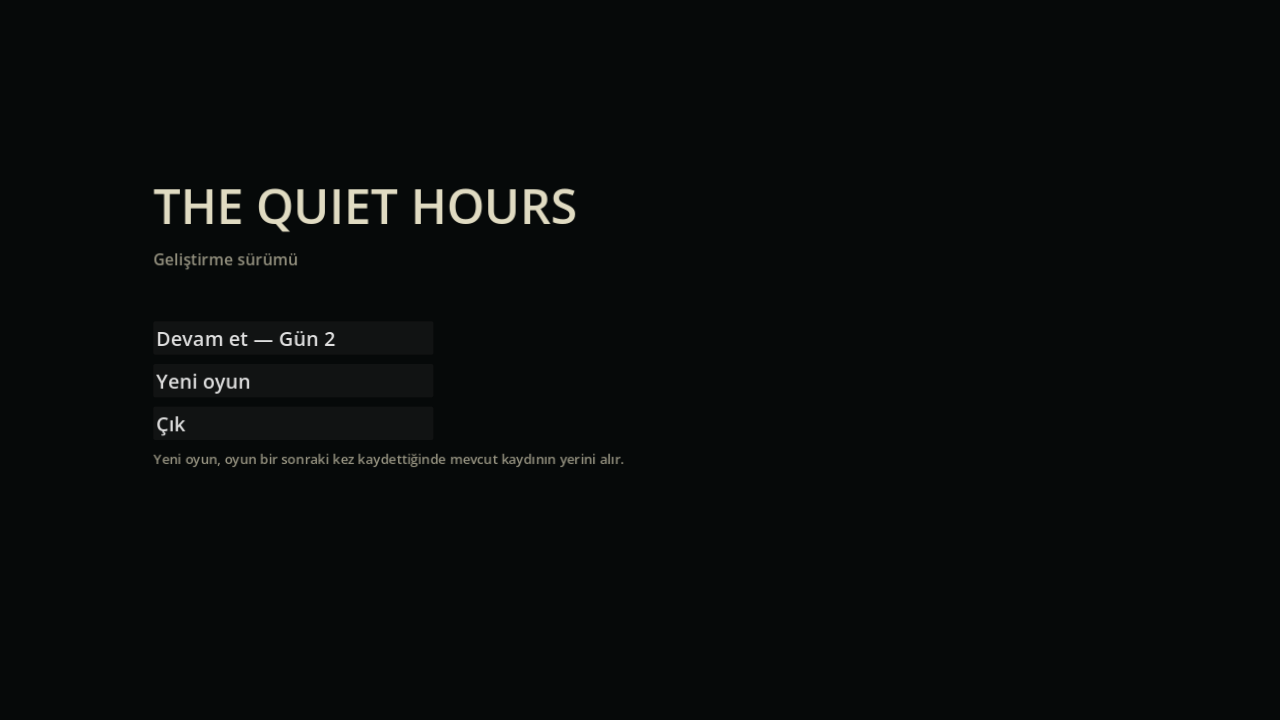 THE QUIET HOURS
Geliştirme sürümü
Devam et — Gün 2
Yeni oyun
Çık
Yeni oyun, oyun bir sonraki kez kaydettiğinde mevcut kaydının yerini alır.